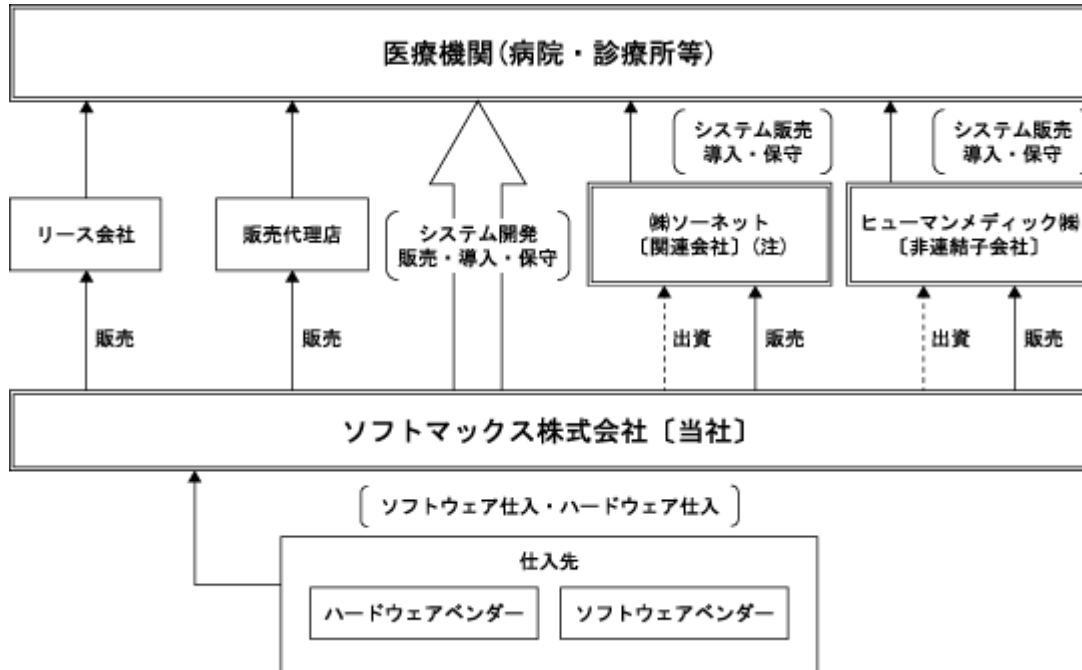 医療機関(病院・診療所等)
システム販売
導入・保守
システム販売
導入・保守
リース会社
販売代理店
システム開発
販売・導入・保守
㈱ソーネット
〔関連会社〕(注)
ヒューマンメディック㈱
〔非連結子会社〕
販売
販売
出資
販売
出資
販売
ソフトマックス株式会社〔当社〕
ソフトウェア仕入・ハードウェア仕入
仕入先
ハードウェアベンダー
ソフトウェアベンダー